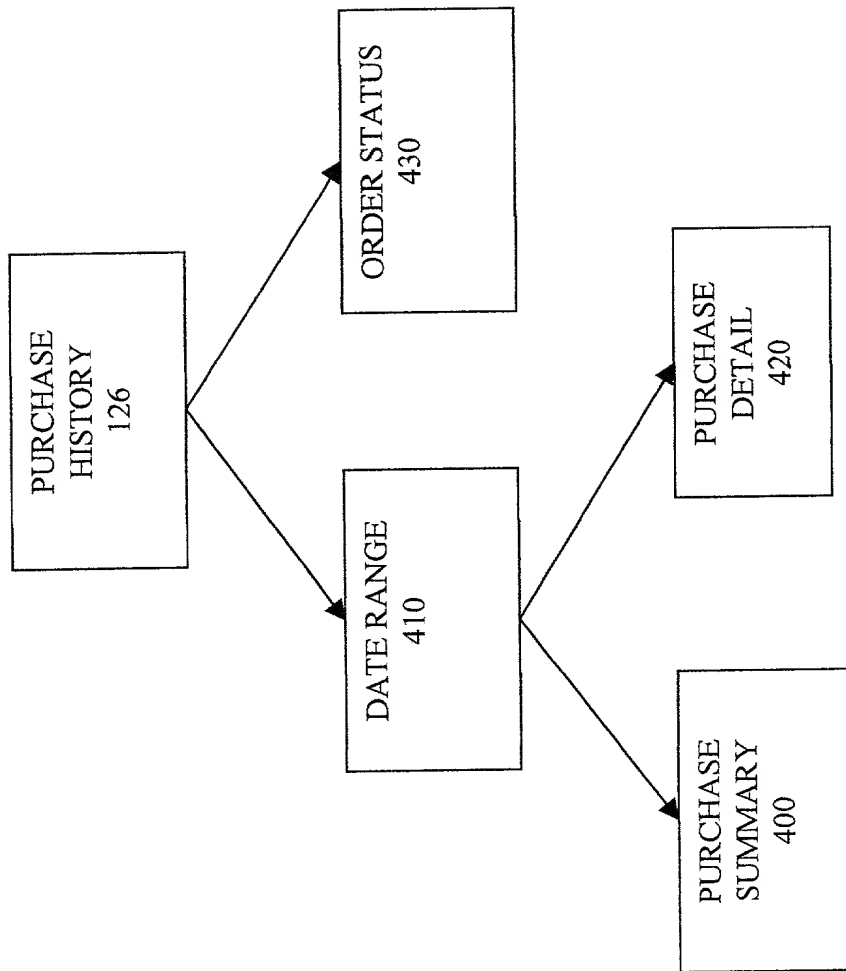 PURCHASE
HISTORY
126
DATE RANGE
410
ORDER STATUS
430
PURCHASE
SUMMARY
400
PURCHASE
DETAIL
420